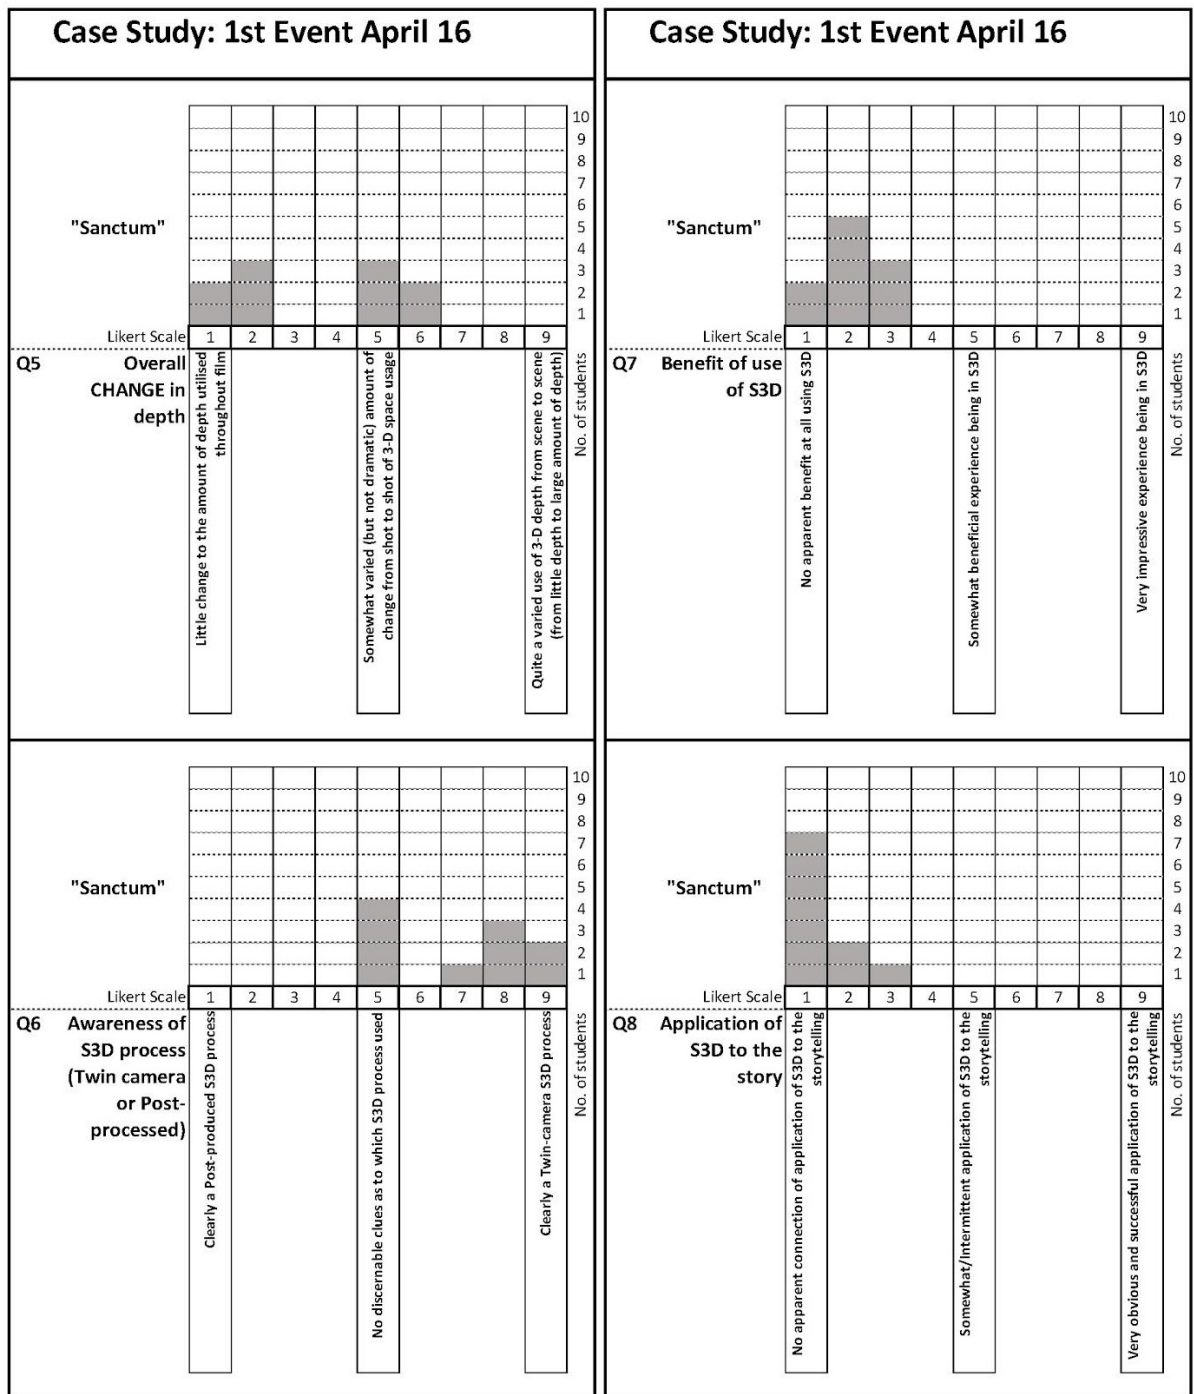 Case Study: 1st Event April 16
"Sanctum"
10
9
8
7
6
5
4
3
2
1
Likert Scale 1 2 3 4 5 6 7 8 9
Q5 Overall
CHANGE in
depth
Little change to the amount of depth utilised
throughout film
Somewhat varied (but not dramatic) amount of
change from shot to shot of 3-D space usage
Quite a varied use of 3-D depth from scene to scene
(from little depth to large amount of depth)
No. of students
"Sanctum"
10
9
8
7
6
5
4
3
2
1
Likert Scale 1 2 3 4 5 6 7 8 9
Q6 Awareness of
S3D process
(Twin camera
or Post-
processed)
Clearly a Post-produced S3D process
No discernable clues as to which S3D process used
Clearly a Twin-camera S3D process
No. of students
Case Study: 1st Event April 16
"Sanctum"
10
9
8
7
6
5
4
3
2
1
Likert Scale 1 2 3 4 5 6 7 8 9
Q7 Benefit of use
of S3D
No apparent benefit at all using S3D
Somewhat beneficial experience being in S3D
Very impressive experience being in S3D
No. of students
"Sanctum"
10
9
8
7
6
5
4
3
2
1
Likert Scale 1 2 3 4 5 6 7 8 9
Q8 Application of
S3D to the
story
No apparent connection of application of S3D to the
storytelling
Somewhat/Intermittent application of S3D to the
storytelling
Very obvious and successful application of S3D to the
storytelling
No. of students